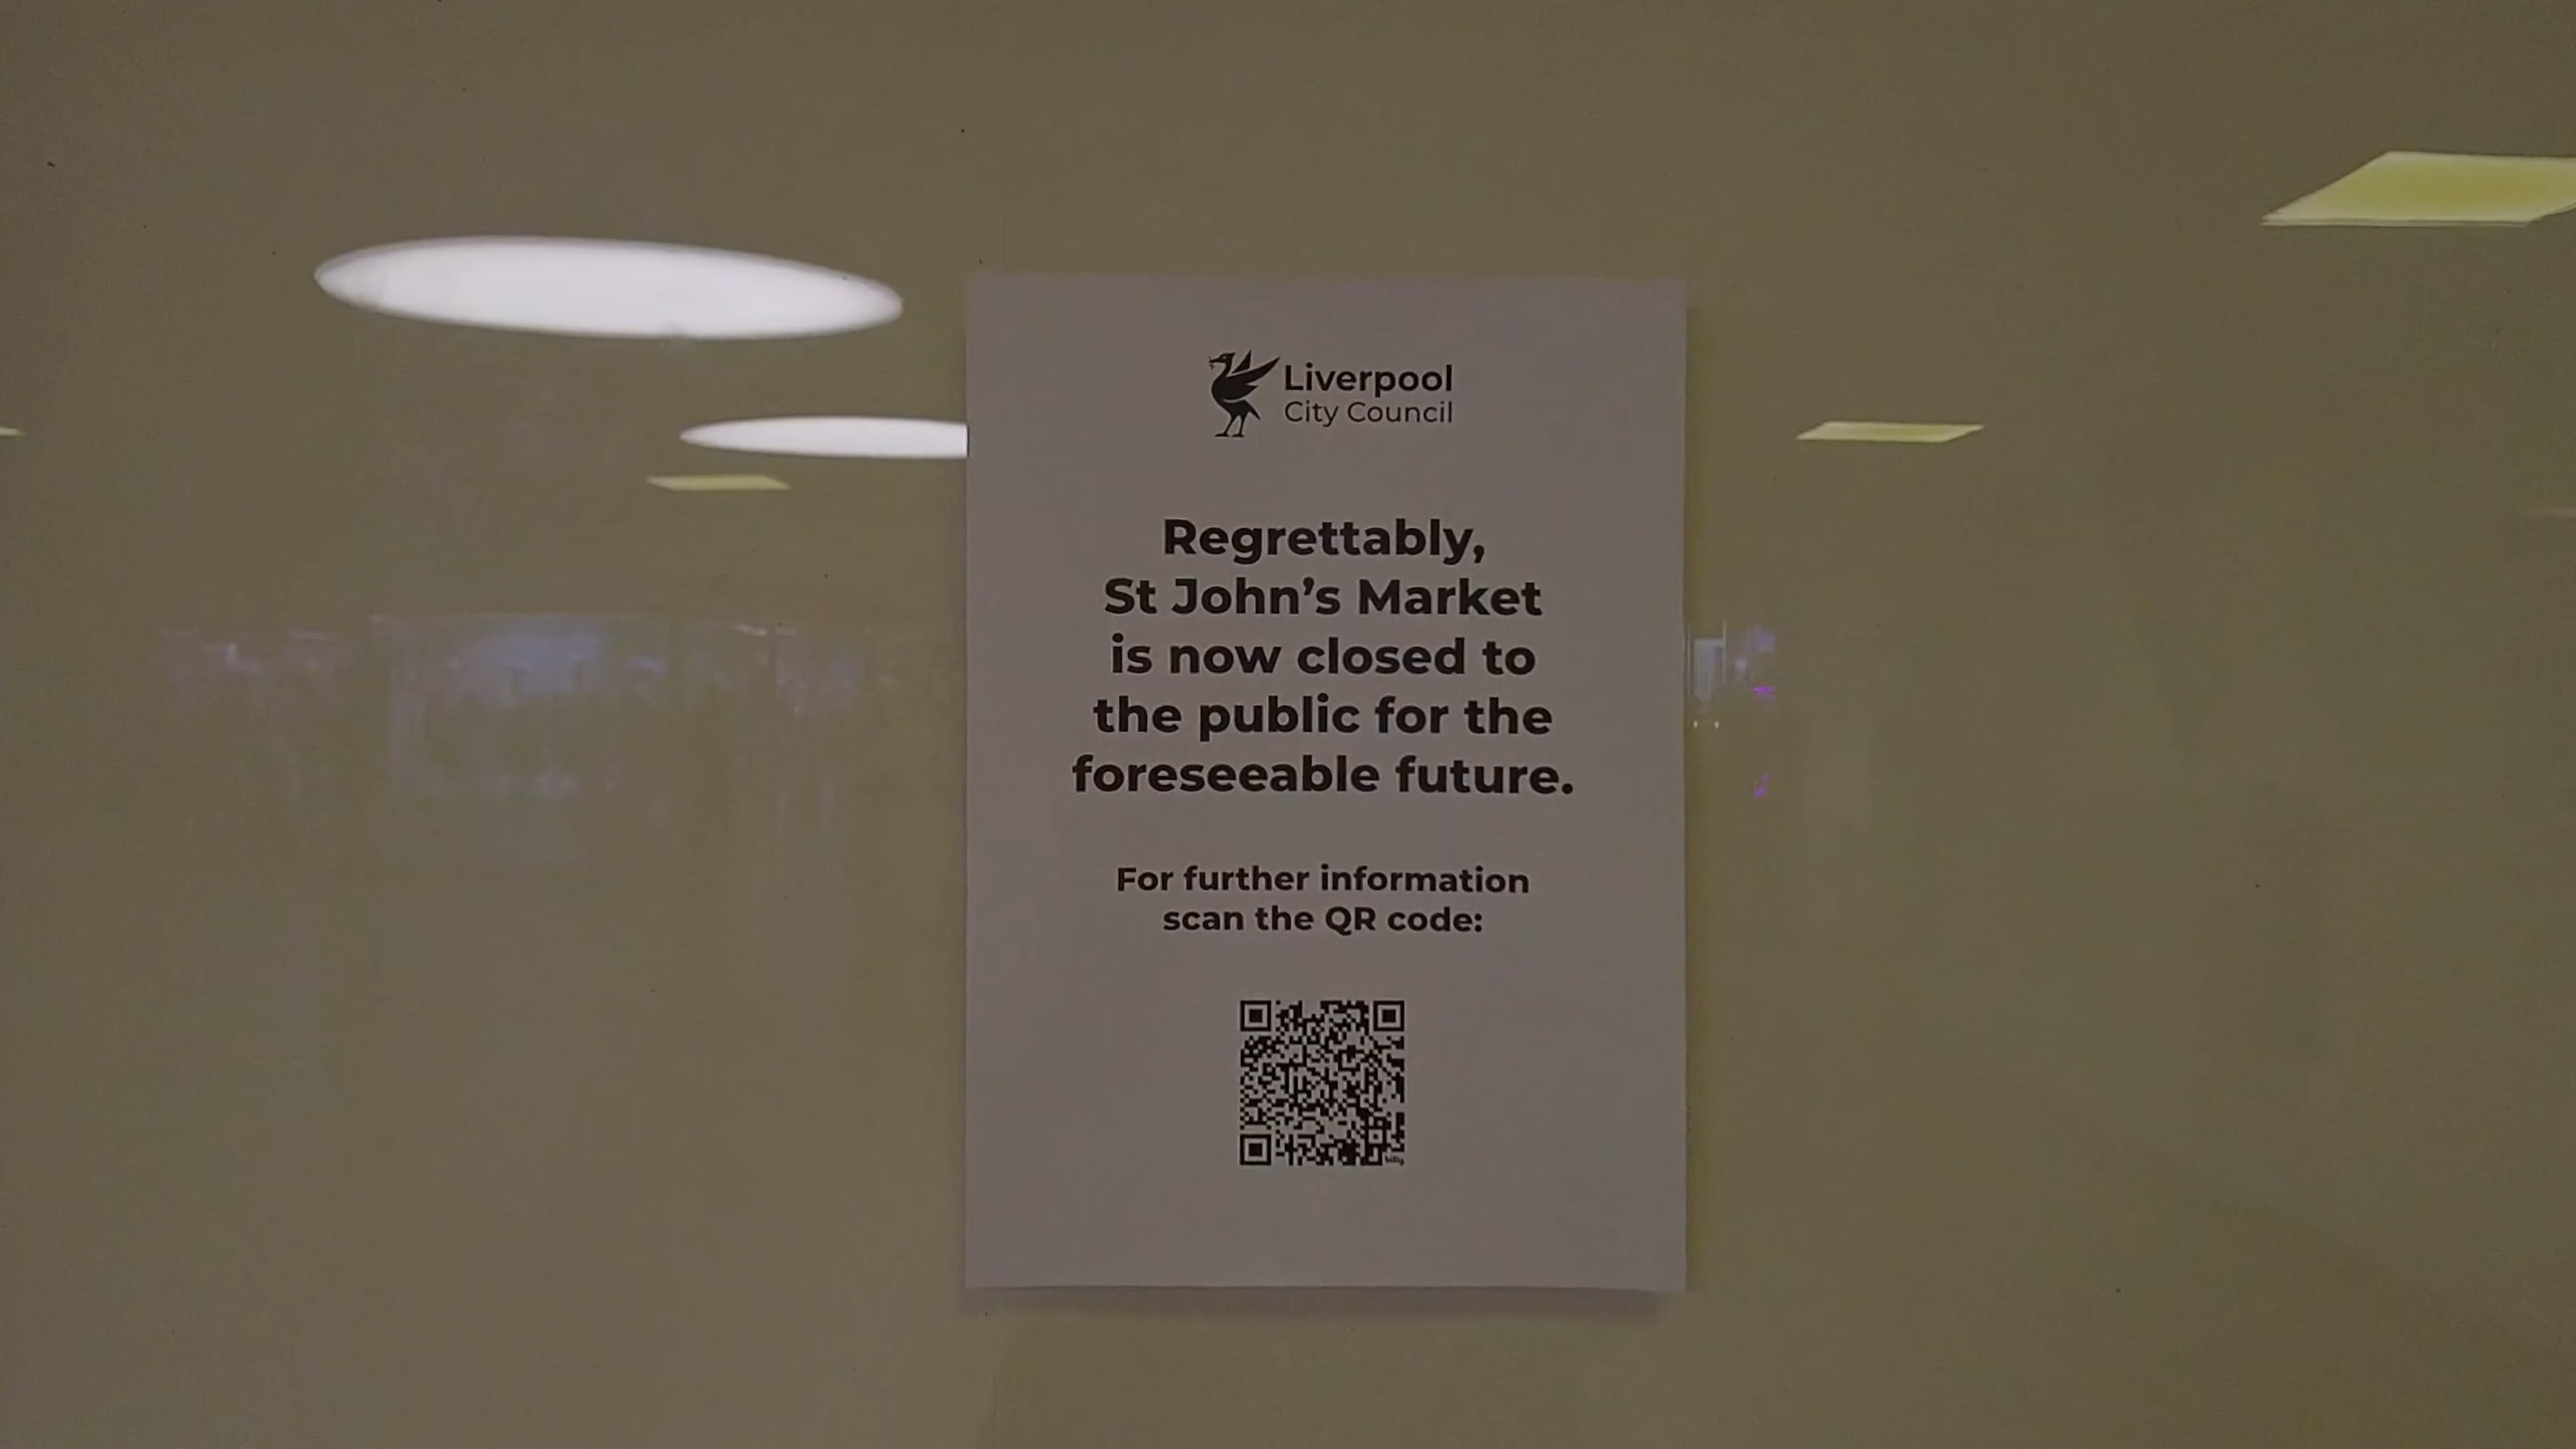 Liverpool
City Council
Regrettably,
St John’s Market
is now closed to
the public for the
foreseeable future.
For further information
scan the QR code: